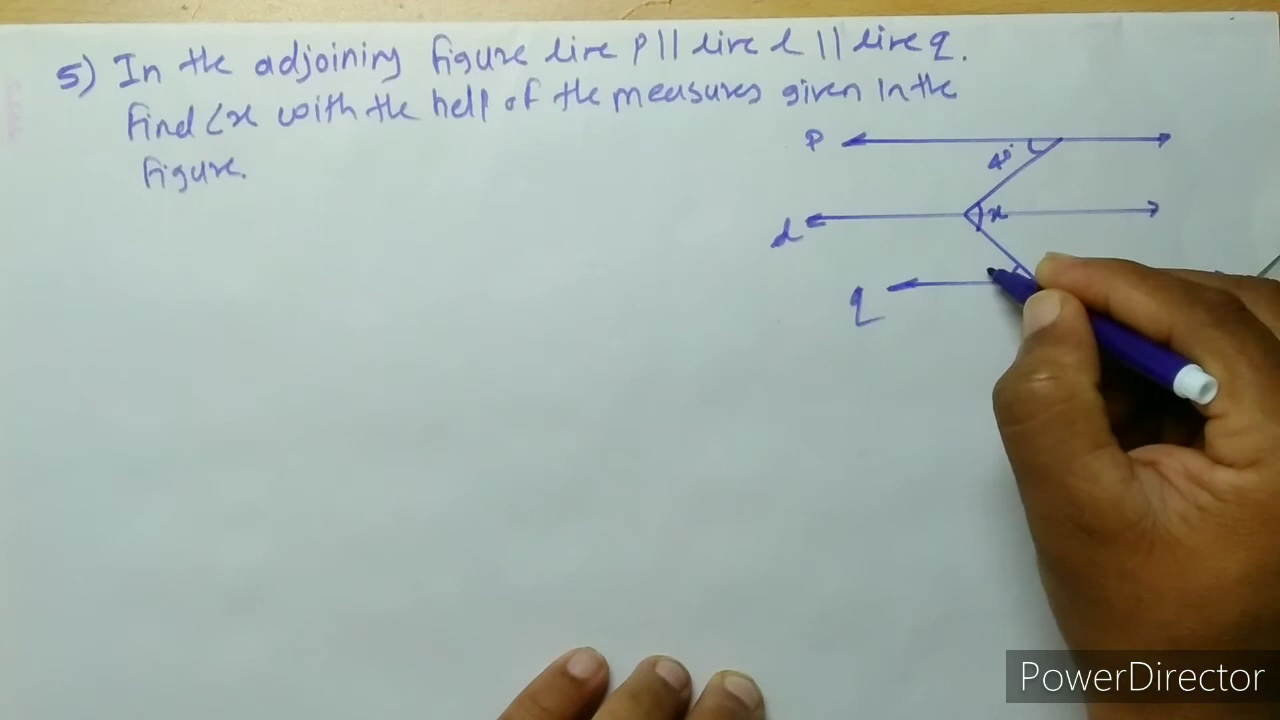 5) In the adjoining figure line p || line l || line q.
Find ∠x with the help of the measures given in the
figure.
P
40°
x
l
q
PowerDirector